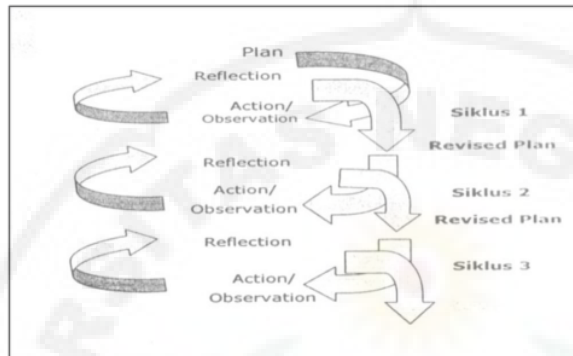 Plan
Reflection
Action/
Observation
Siklus 1
Revised Plan
Reflection
Action/
Observation
Siklus 2
Revised Plan
Reflection
Siklus 3
Action/
Observation